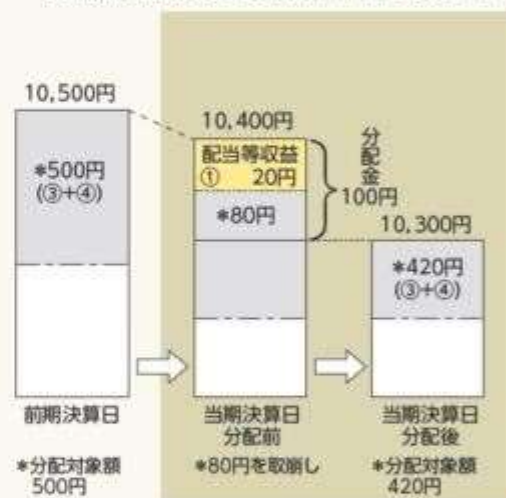 10,500円
*500円
(③+④)
前期決算日
*分配対象額
500円
10,400円
配当等収益
① 20円
*80円
分配金
100円
当期決算日
分配前
*80円を取崩し
10,300円
*420円
(③+④)
当期決算日
分配後
*分配対象額
420円